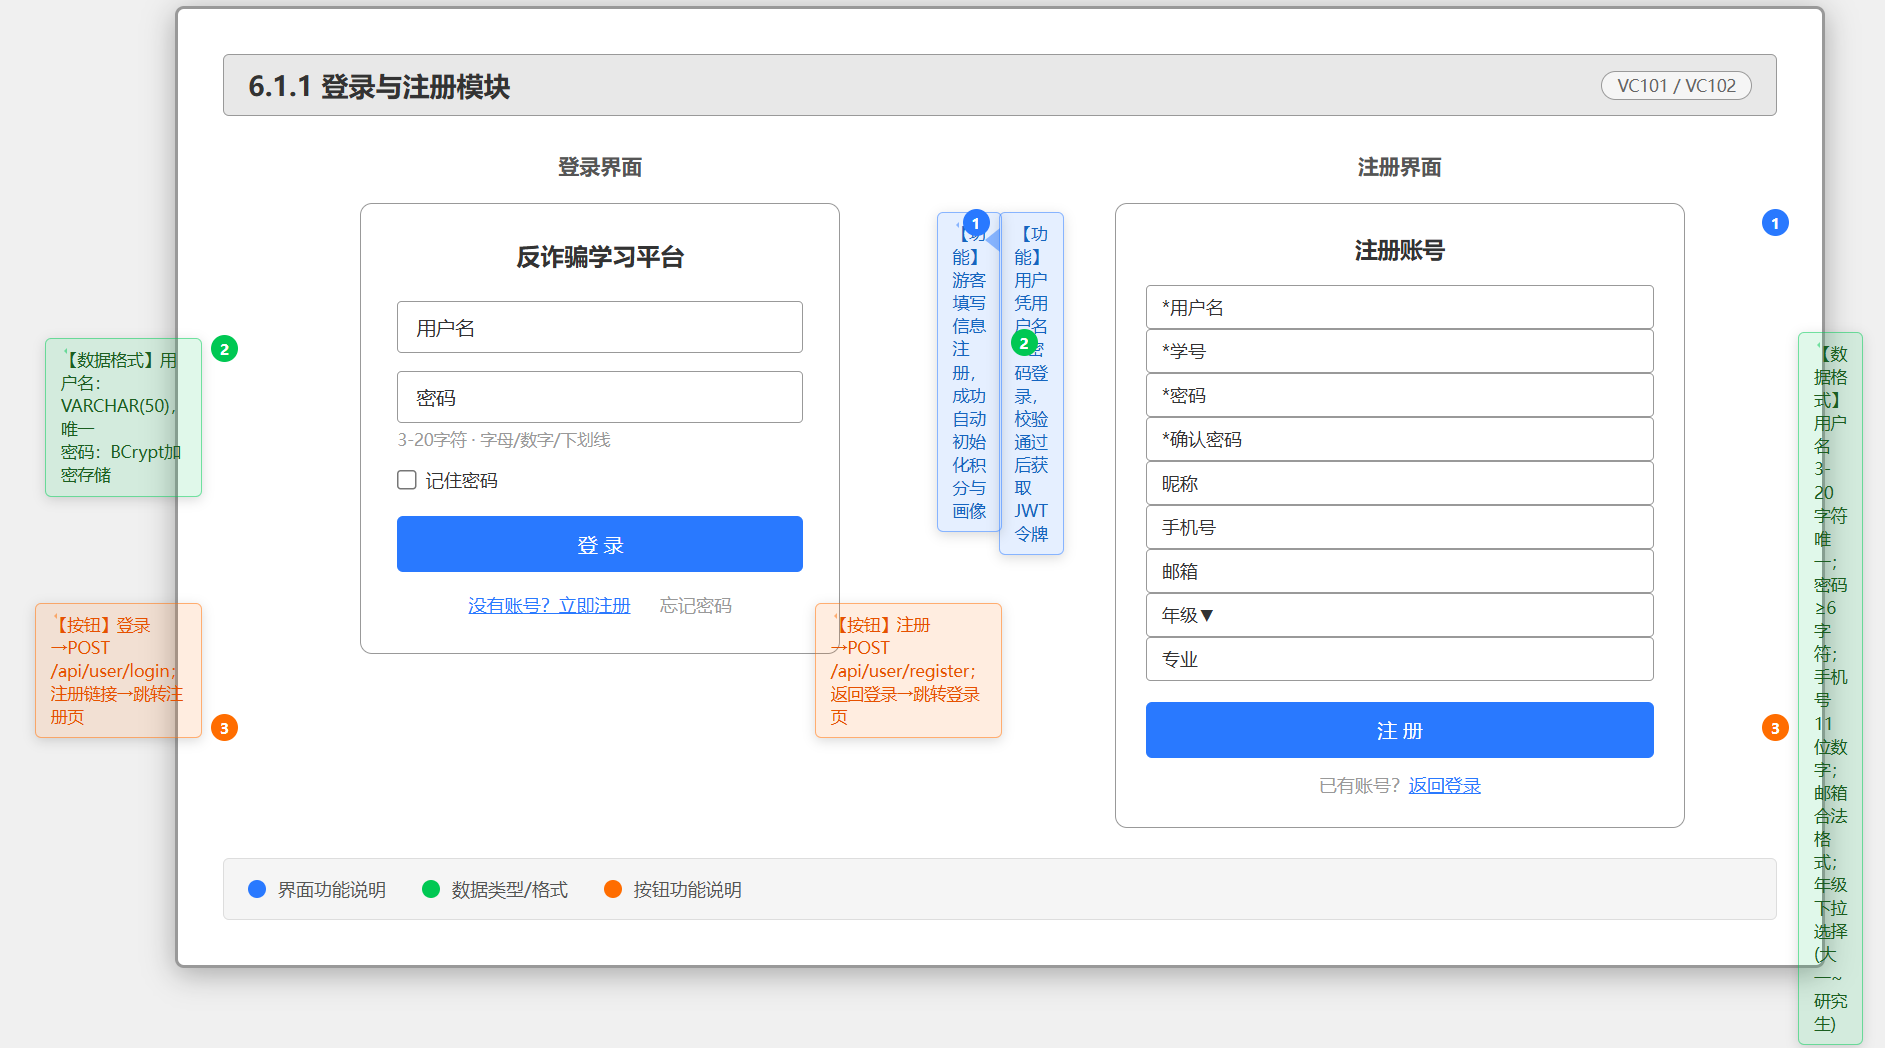 6.1.1 登录与注册模块
VC101 / VC102
登录界面
反诈骗学习平台
用户名
密码
3-20字符 · 字母/数字/下划线
记住密码
登 录
没有账号？立即注册
忘记密码
2
【数据格式】用
户名：
VARCHAR(50)，
唯一
密码：BCrypt加
密存储
【按钮】登录
→POST
/api/user/login；
注册链接→跳转注
册页
3
1
【功
能】
游客
填写
信息
注
册，
成功
自动
初始
化积
分与
画像
【功
能】
用户
凭用
户名
密
码登
录，
校验
通过
后获
取
JWT
令牌
2
【按钮】注册
→POST
/api/user/register；
返回登录→跳转登录
页
注册界面
注册账号
*用户名
*学号
*密码
*确认密码
昵称
手机号
邮箱
年级▼
专业
注 册
已有账号？返回登录
1
【数
据格
式】
用户
名
3-
20
字符
唯
一；
密码
≥6
字
符；
手机
号
11
位数
字；
邮箱
合法
格
式；
年级
下拉
选择
(大
一~
研究
生)
3
界面功能说明
数据类型/格式
按钮功能说明